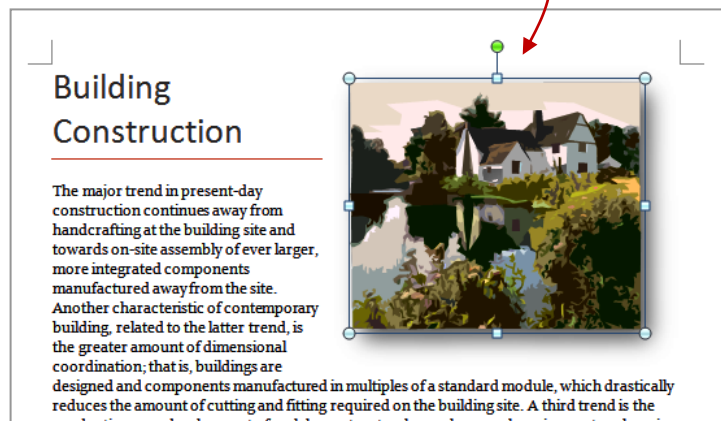 Building
Construction
The major trend in present-day
construction continues away from
handcrafting at the building site and
towards on-site assembly of ever larger,
more integrated components
manufactured away from the site.
Another characteristic of contemporary
building, related to the latter trend, is
the greater amount of dimensional
coordination; that is, buildings are
designed and components manufactured in multiples of a standard module, which drastically
reduces the amount of cutting and fitting required on the building site. A third trend is the